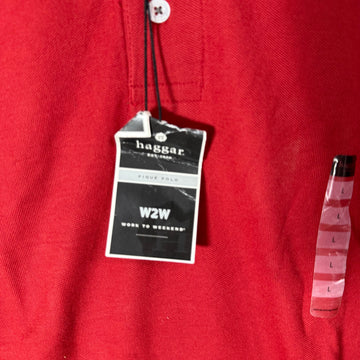 haggar
EST. 1926
PIQUE POLO
W2W
WORK TO WEEKEND®
L
L
L
L
L